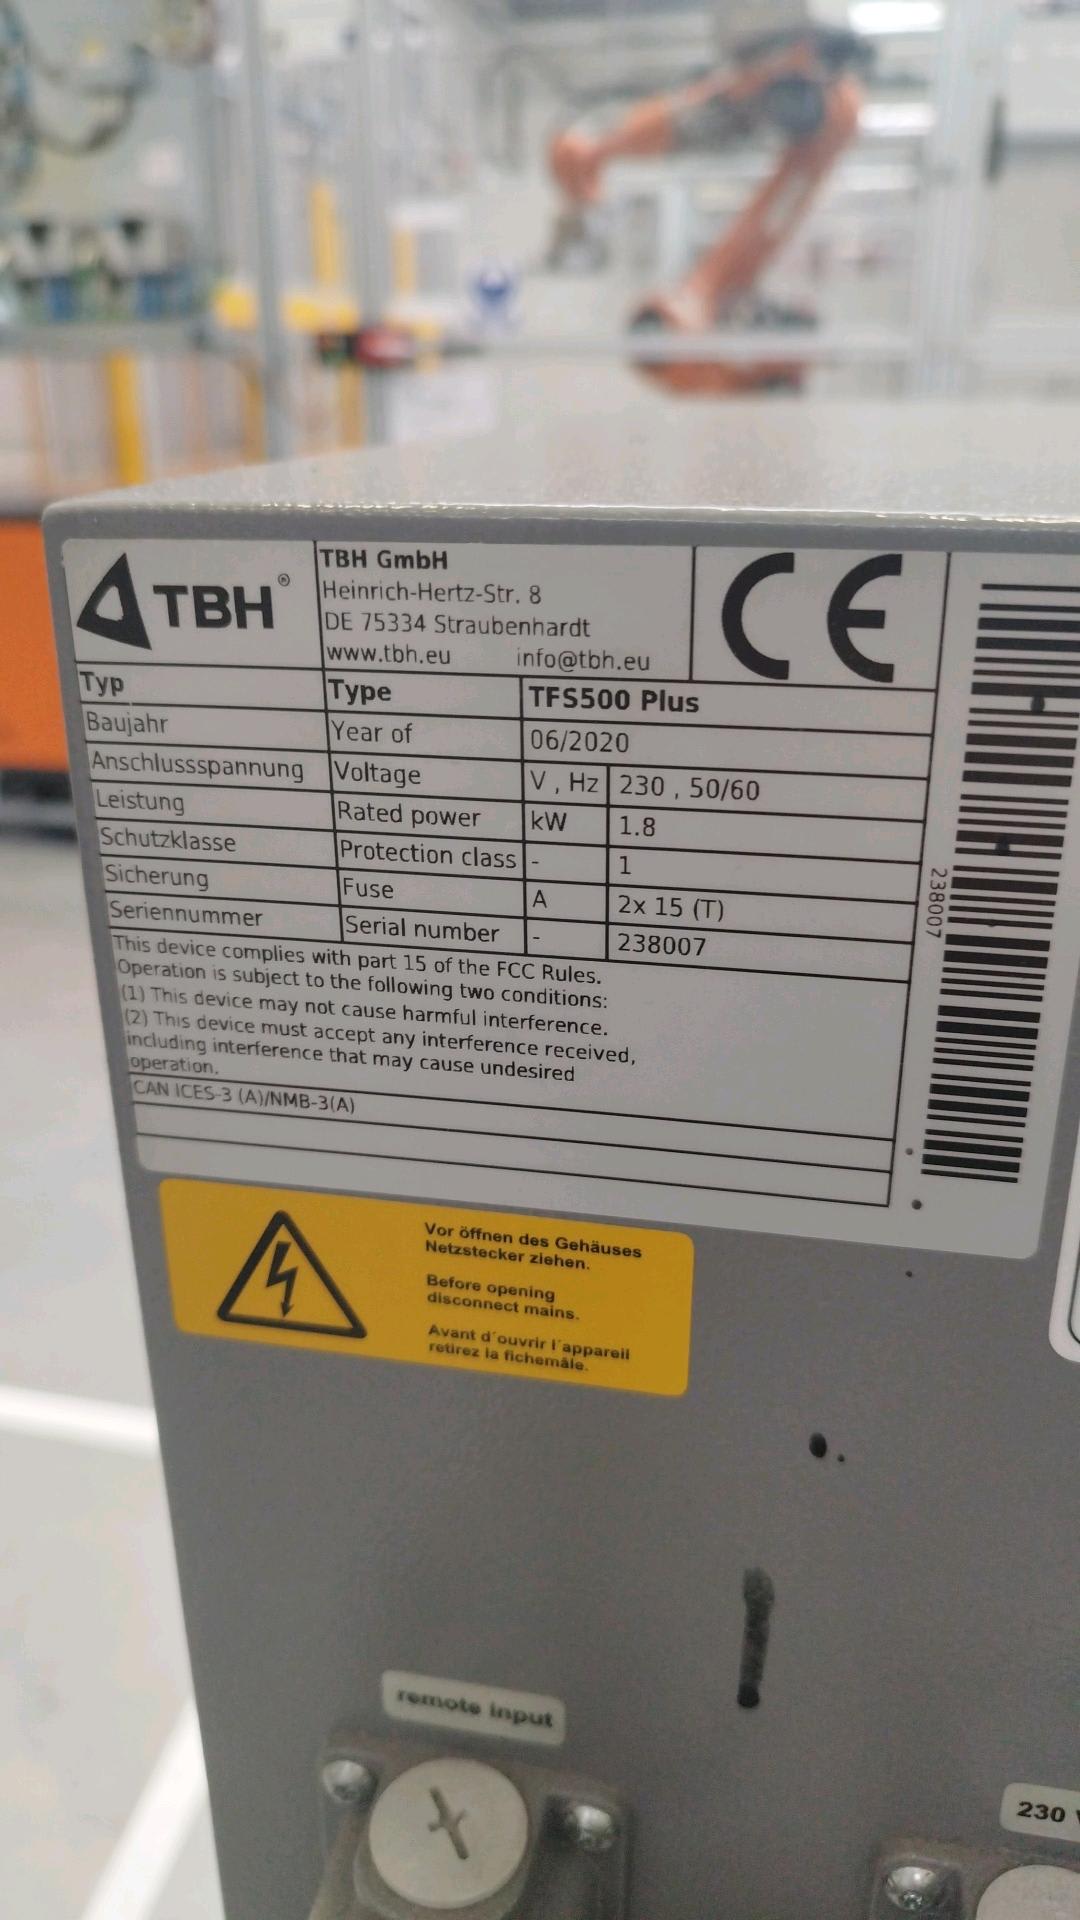 TBH®
TBH GmbH
Heinrich-Hertz-Str. 8
DE 75334 Straubenhardt
www.tbh.eu info@tbh.eu
CE
Typ Type TFS500 Plus
Baujahr Year of 06/2020
Anschlussspannung Voltage V , Hz 230 , 50/60
Leistung Rated power kW 1.8
Schutzklasse Protection class - 1
Sicherung Fuse A 2x 15 (T)
Seriennummer Serial number - 238007
This device complies with part 15 of the FCC Rules.
Operation is subject to the following two conditions:
(1) This device may not cause harmful interference.
(2) This device must accept any interference received,
including interference that may cause undesired
operation.
CAN ICES-3 (A)/NMB-3(A)
238007
Vor öffnen des Gehäuses
Netzstecker ziehen.
Before opening
disconnect mains.
Avant d´ouvrir l´appareil
retirez la fichemâle.
remote input
230